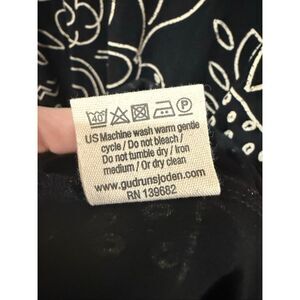 40°
P
US Machine wash warm gentle
cycle / Do not bleach /
Do not tumble dry / Iron
medium / Or dry clean
www.gudrunsjoden.com
RN 139682